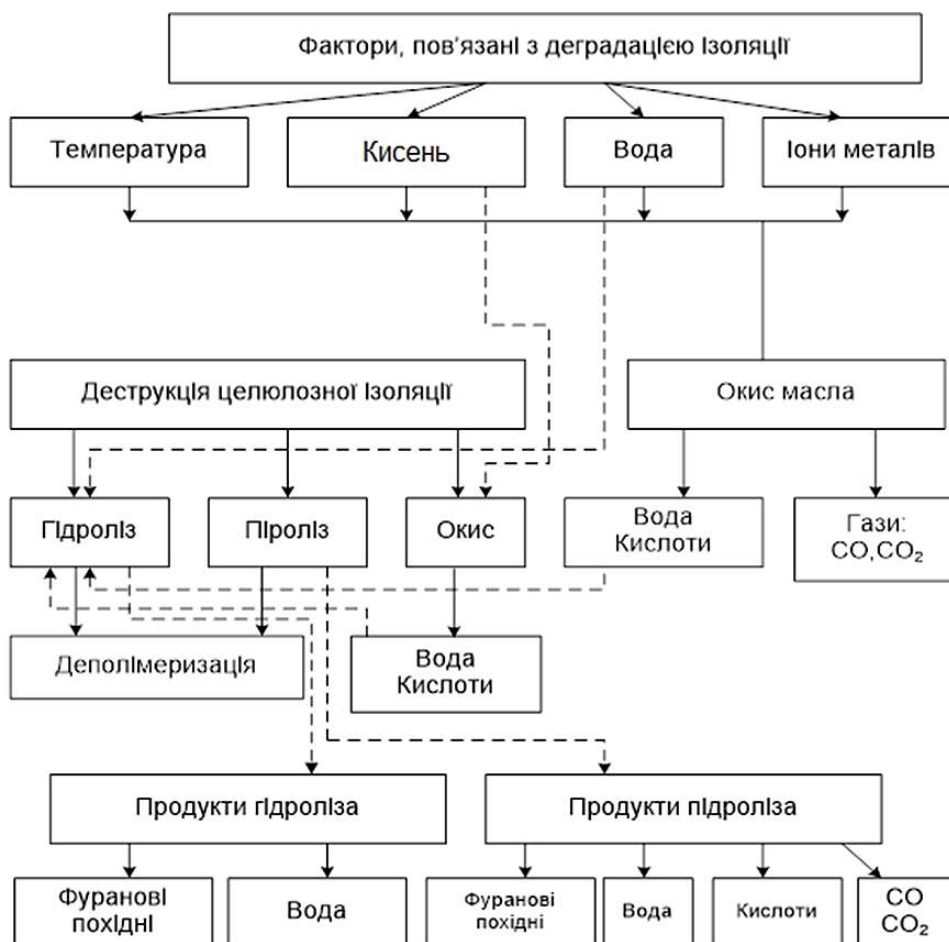 Фактори, пов'язані з деградацією ізоляції
Температура
Кисень
Вода
Іони металів
Деструкція целюлозної ізоляції
Окис масла
Гідроліз
Піроліз
Окис
Вода
Кислоти
Гази:
CO,CO₂
Деполімеризація
Вода
Кислоти
Продукти гідроліза
Продукти підроліза
Фуранові
похідні
Вода
Фуранові
похідні
Вода
Кислоти
CO
CO₂